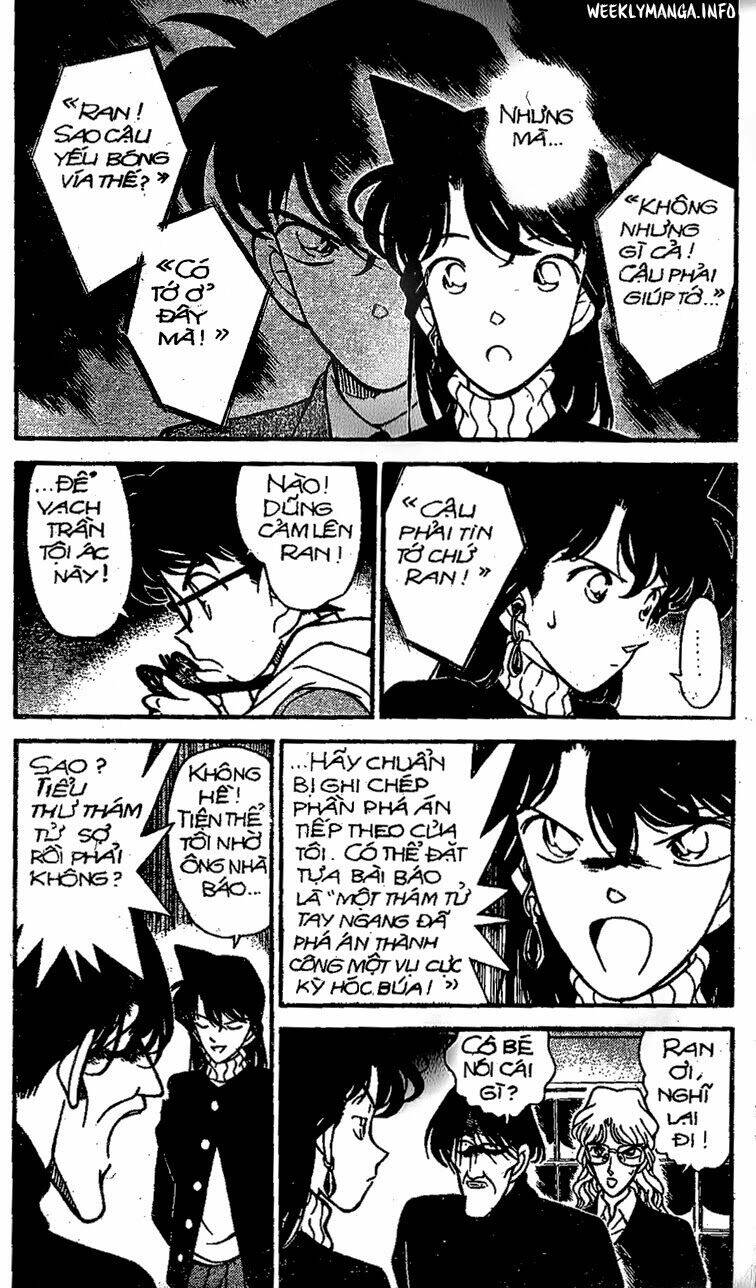 WEEKLYMANGA.INFO
«RAN!
SAO CẬU
YẾU BÓNG
VÍA THẾ?»
NHƯNG
MÀ...
«CÓ
TỚ Ở
ĐÂY
MÀ!»
«KHÔNG
NHƯNG
GÌ CẢ!
CẬU PHẢI
GIÚP TỚ...»
...ĐỂ
VẠCH
TRẦN
TÔI ÁC
NÀY!
NÀO!
DŨNG
CẢM LÊN
RAN!
«CẬU
PHẢI TIN
TỚ CHỨ
RAN!»
.......
SAO?
TIỂU
THƯ THÁM
TỬ SỢ
RỒI PHẢI
KHÔNG?
KHÔNG
HỀ!
TIỆN THỂ
TÔI NHỜ
ÔNG NHÀ
BÁO...
...HÃY CHUẨN
BỊ GHI CHÉP
PHẦN PHÁ ÁN
TIẾP THEO CỦA
TÔI. CÓ THỂ ĐẶT
TỰA BÀI BÁO
LÀ "MỘT THÁM TỬ
TAY NGANG ĐÃ
PHÁ ÁN THÀNH
CÔNG MỘT VỤ CỰC
KỲ HÓC BÚA!»
CÔ BÉ
NÓI CÁI
GÌ?
RAN
ƠI,
NGHĨ
LẠI
ĐI!